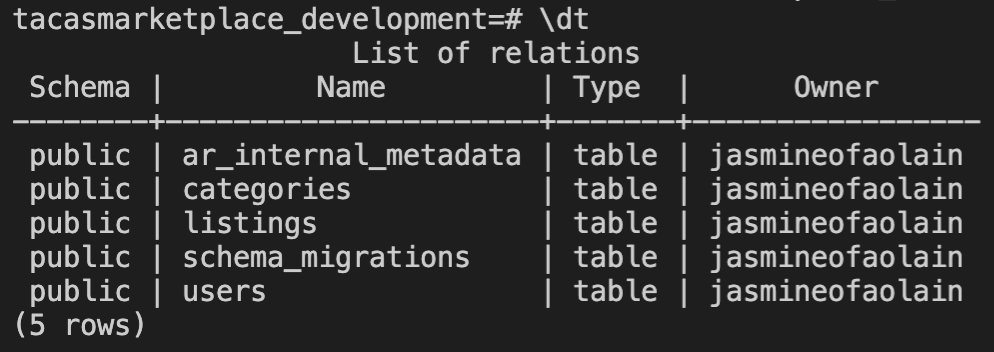 tacasmarketplace_development=# \dt
List of relations
Schema | Name | Type | Owner
--------+----------------------+-------+-----------------
public | ar_internal_metadata | table | jasmineofaolain
public | categories | table | jasmineofaolain
public | listings | table | jasmineofaolain
public | schema_migrations | table | jasmineofaolain
public | users | table | jasmineofaolain
(5 rows)